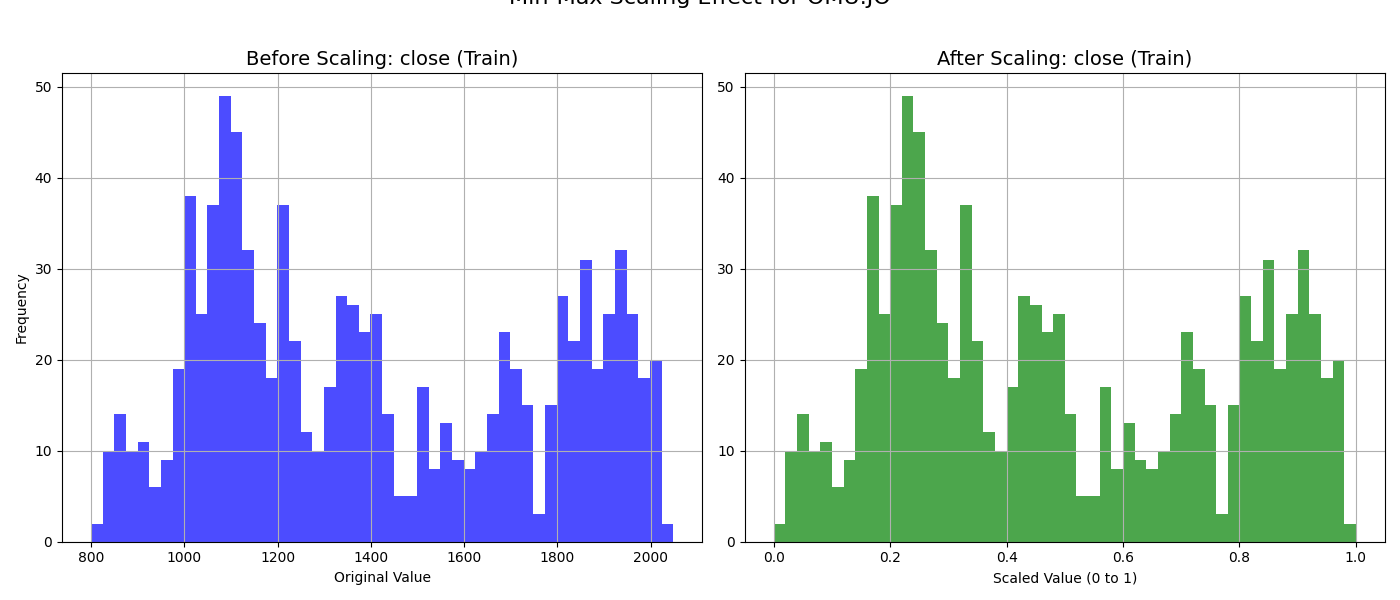 Min-Max Scaling Effect for OMU.JO
Before Scaling: close (Train)
Frequency
50
40
30
20
10
0
800 1000 1200 1400 1600 1800 2000
Original Value
After Scaling: close (Train)
50
40
30
20
10
0
0.0 0.2 0.4 0.6 0.8 1.0
Scaled Value (0 to 1)